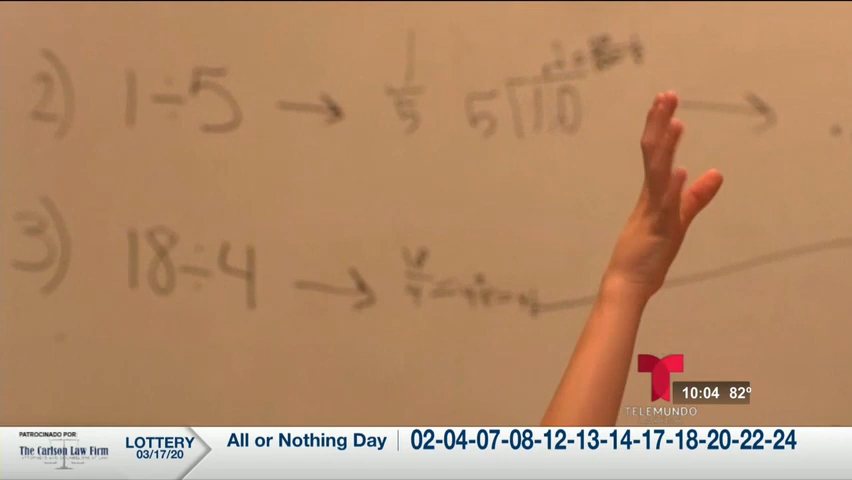 2) 1÷5 → 1/5 5⟌1.0 →
3) 18÷4 →
TELEMUNDO
10:04 82°
PATROCINADO POR:
The Carlson Law Firm
LOTTERY
03/17/20
All or Nothing Day
02-04-07-08-12-13-14-17-18-20-22-24